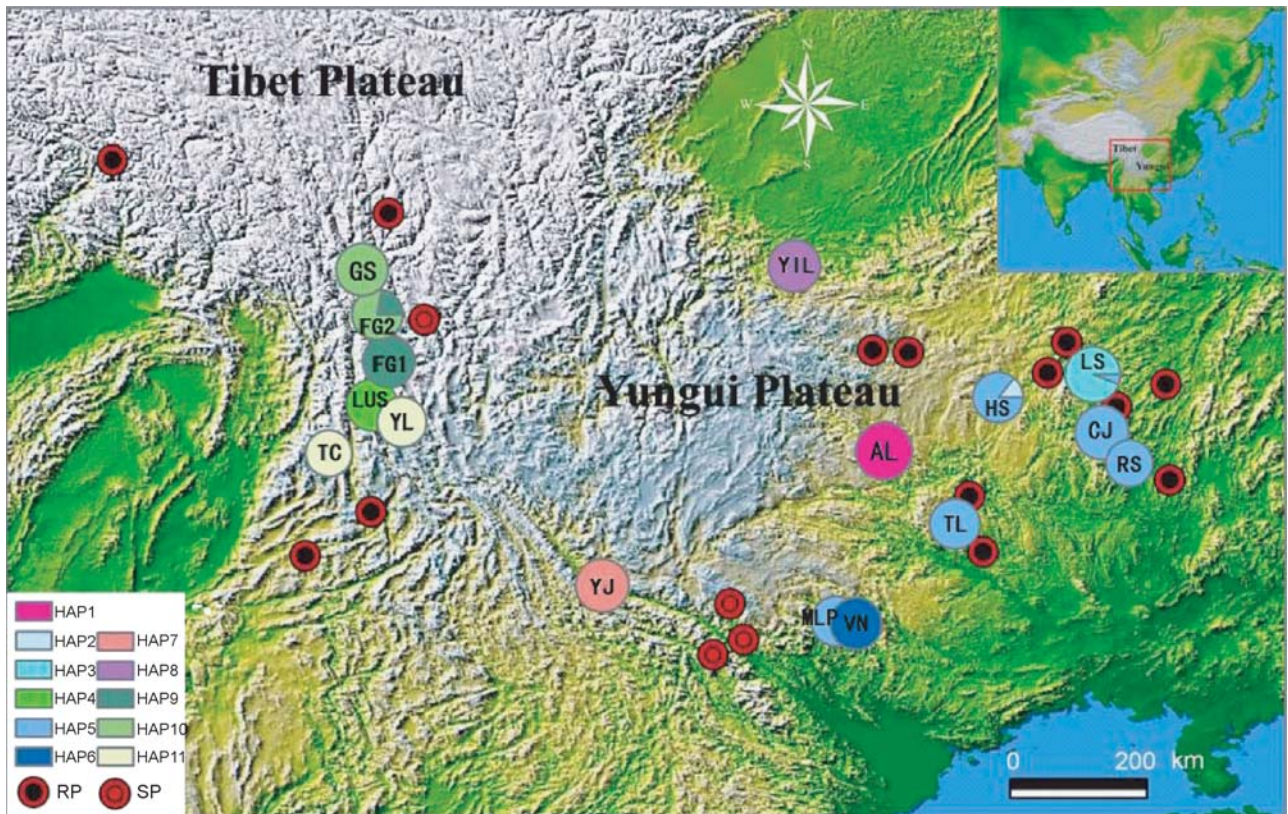 Tibet Plateau
N
W E
S
Tibet
Yungui
GS
YIL
FG2
FG1
Yungui Plateau
LS
LUS
HS
YL
CJ
TC
AL
RS
TL
YJ
MLP
VN
HAP1
HAP2 HAP7
HAP3 HAP8
HAP4 HAP9
HAP5 HAP10
HAP6 HAP11
RP SP
0 200 km